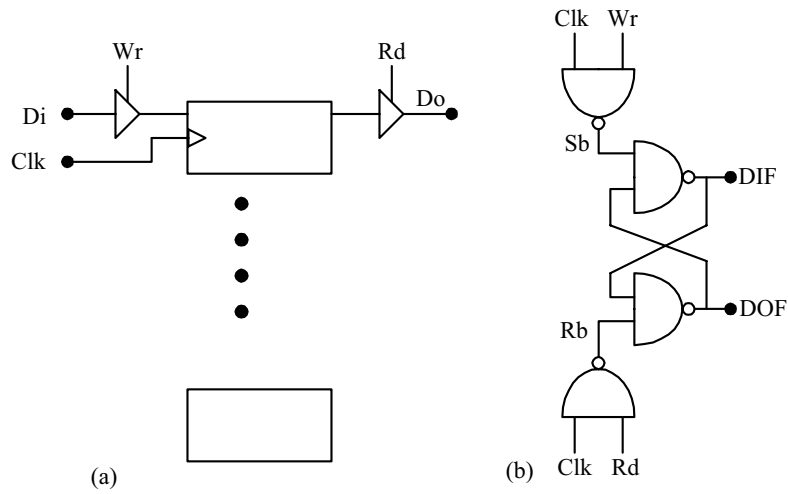 Wr
Rd
Di
Do
Clk
(a)
Clk Wr
Sb
DIF
DOF
Rb
Clk Rd
(b)